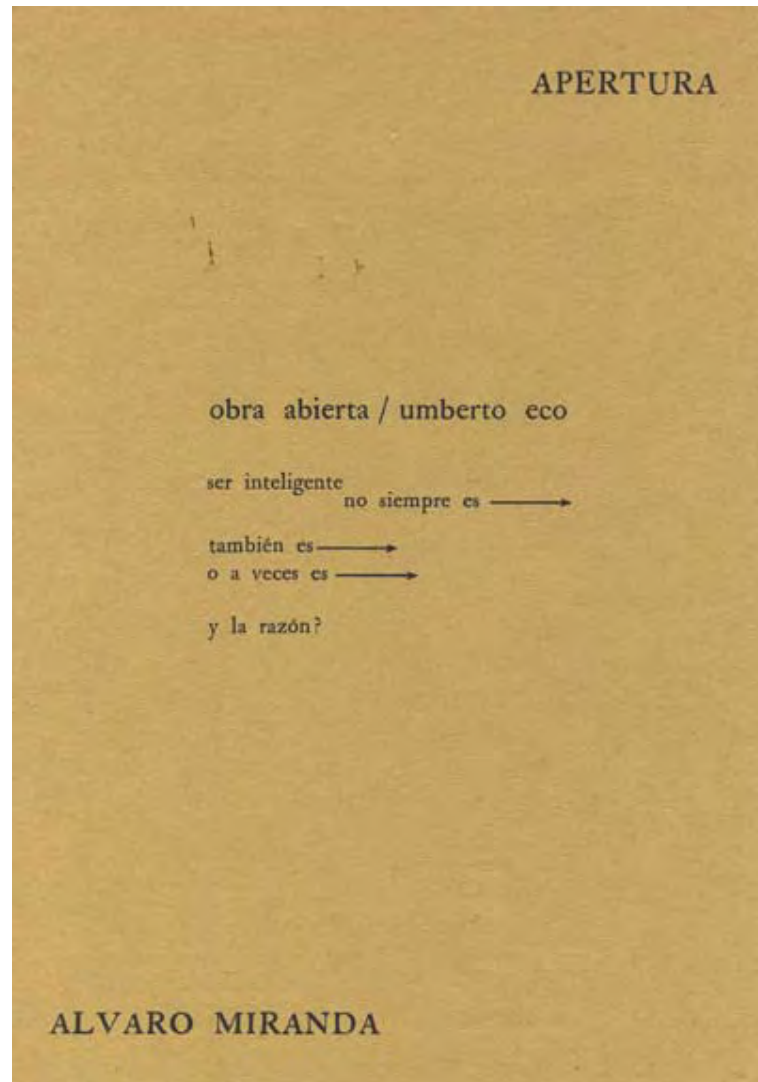 APERTURA
obra abierta / umberto eco
ser inteligente
no siempre es ⟶
también es ⟶
o a veces es ⟶
y la razón?
ALVARO MIRANDA